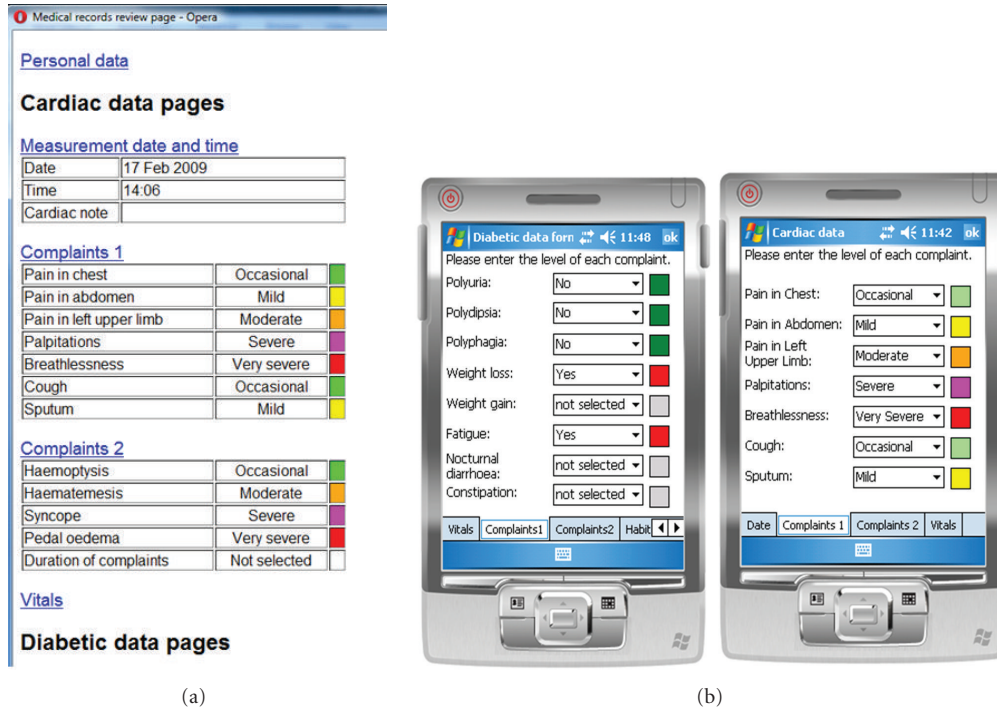 Medical records review page - Opera
Personal data
Cardiac data pages
Measurement date and time
Date 17 Feb 2009
Time 14:06
Cardiac note
Complaints 1
Pain in chest Occasional
Pain in abdomen Mild
Pain in left upper limb Moderate
Palpitations Severe
Breathlessness Very severe
Cough Occasional
Sputum Mild
Complaints 2
Haemoptysis Occasional
Haematemesis Moderate
Syncope Severe
Pedal oedema Very severe
Duration of complaints Not selected
Vitals
Diabetic data pages
(a)
Diabetic data forn 11:48 ok
Please enter the level of each complaint.
Polyuria: No
Polydipsia: No
Polyphagia: No
Weight loss: Yes
Weight gain: not selected
Fatigue: Yes
Nocturnal
diarrhoea: not selected
Constipation: not selected
Vitals Complaints1 Complaints2 Habit
Cardiac data 11:42 ok
Please enter the level of each complaint.
Pain in Chest: Occasional
Pain in Abdomen: Mild
Pain in Left
Upper Limb: Moderate
Palpitations: Severe
Breathlessness: Very Severe
Cough: Occasional
Sputum: Mild
Date Complaints 1 Complaints 2 Vitals
(b)